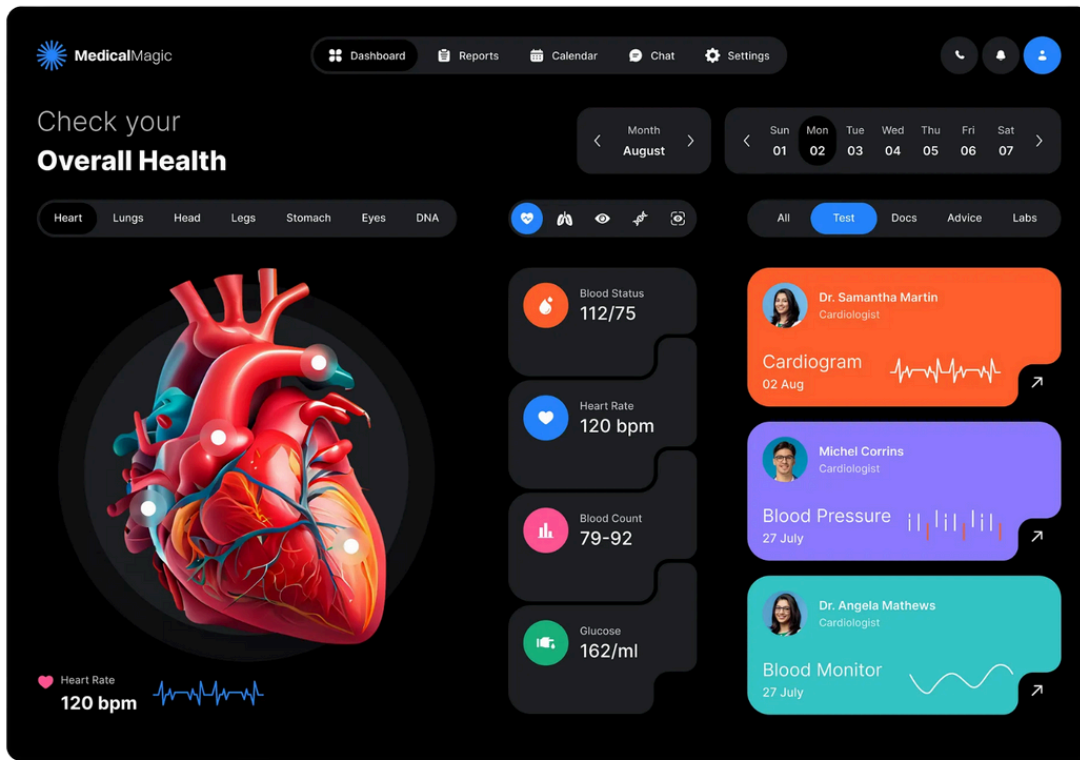 MedicalMagic
Dashboard
Reports
Calendar
Chat
Settings
Check your
Overall Health
Month
August
Sun Mon Tue Wed Thu Fri Sat
01 02 03 04 05 06 07
Heart Lungs Head Legs Stomach Eyes DNA
All Test Docs Advice Labs
Blood Status
112/75
Heart Rate
120 bpm
Blood Count
79-92
Glucose
162/ml
Dr. Samantha Martin
Cardiologist
Cardiogram
02 Aug
Michel Corrins
Cardiologist
Blood Pressure
27 July
Dr. Angela Mathews
Cardiologist
Blood Monitor
27 July
Heart Rate
120 bpm